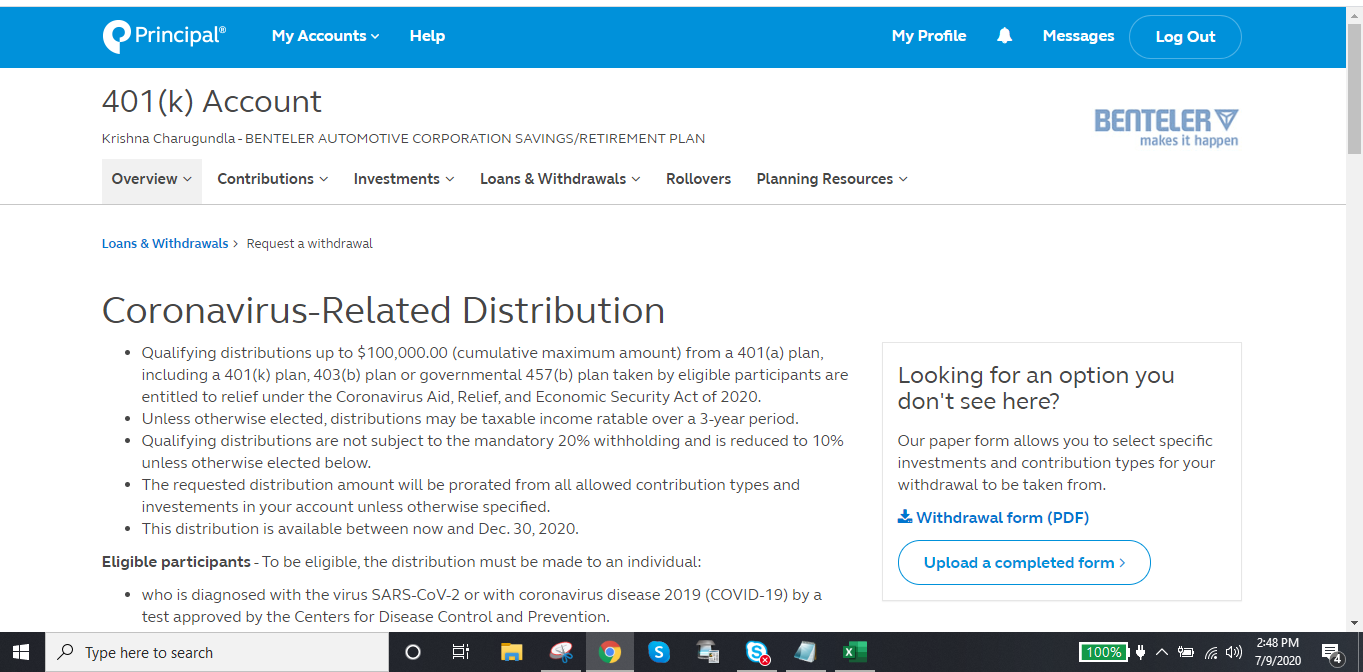 Principal®
My Accounts
Help
My Profile
Messages
Log Out
401(k) Account
Krishna Charugundla - BENTELER AUTOMOTIVE CORPORATION SAVINGS/RETIREMENT PLAN
BENTELER
makes it happen
Overview
Contributions
Investments
Loans & Withdrawals
Rollovers
Planning Resources
Loans & Withdrawals > Request a withdrawal
Coronavirus-Related Distribution
• Qualifying distributions up to $100,000.00 (cumulative maximum amount) from a 401(a) plan,
including a 401(k) plan, 403(b) plan or governmental 457(b) plan taken by eligible participants are
entitled to relief under the Coronavirus Aid, Relief, and Economic Security Act of 2020.
• Unless otherwise elected, distributions may be taxable income ratable over a 3-year period.
• Qualifying distributions are not subject to the mandatory 20% withholding and is reduced to 10%
unless otherwise elected below.
• The requested distribution amount will be prorated from all allowed contribution types and
investements in your account unless otherwise specified.
• This distribution is available between now and Dec. 30, 2020.
Eligible participants - To be eligible, the distribution must be made to an individual:
• who is diagnosed with the virus SARS-CoV-2 or with coronavirus disease 2019 (COVID-19) by a
test approved by the Centers for Disease Control and Prevention.
Looking for an option you
don't see here?
Our paper form allows you to select specific
investments and contribution types for your
withdrawal to be taken from.
Withdrawal form (PDF)
Upload a completed form >
Type here to search
100%
2:48 PM
7/9/2020
4